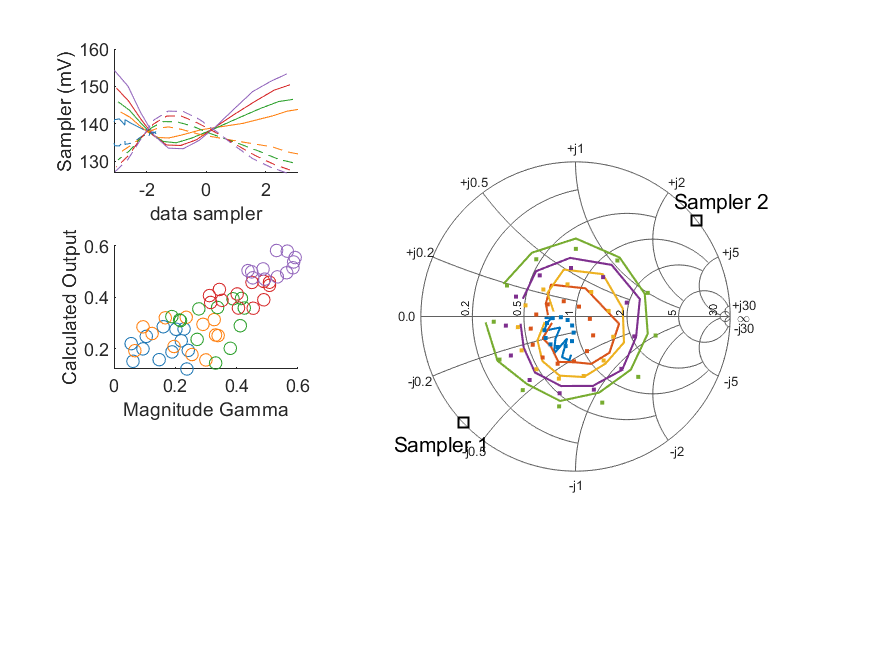 160
150
140
130
Sampler (mV)
-2
0
2
data sampler
0.6
0.4
0.2
Calculated Output
0
0.2
0.4
0.6
Magnitude Gamma
+j1
+j0.5
+j2
Sampler 2
+j0.2
+j5
0.0
0.2
0.5
1
2
5
30
+j30
∞
-j30
-j0.2
-j5
Sampler 1
-j0.5
-j2
-j1